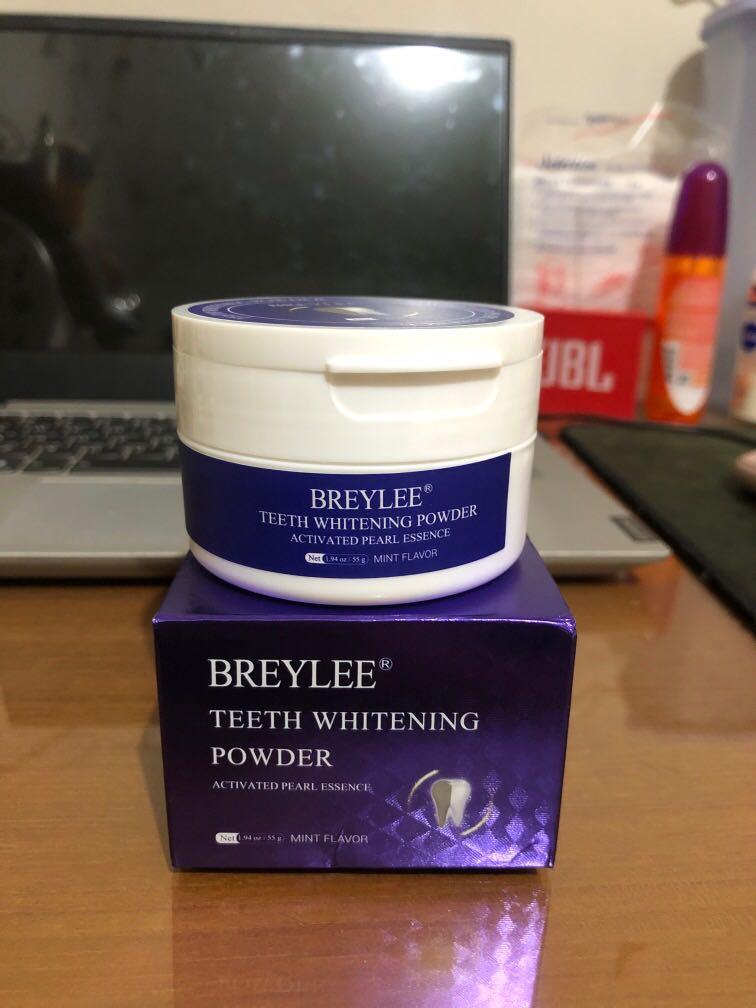 JBL
BREYLEE®
TEETH WHITENING POWDER
ACTIVATED PEARL ESSENCE
Net 1.94 oz / 55 g MINT FLAVOR
BREYLEE®
TEETH WHITENING
POWDER
ACTIVATED PEARL ESSENCE
Net 1.94 oz / 55 g MINT FLAVOR